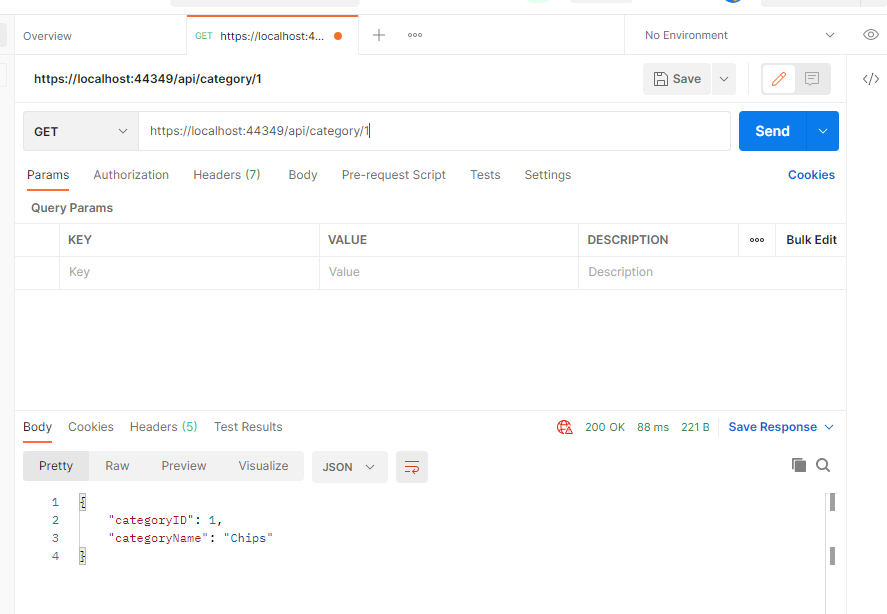 Overview
GET https://localhost:4...
No Environment
https://localhost:44349/api/category/1
Save
GET https://localhost:44349/api/category/1 Send
Params Authorization Headers (7) Body Pre-request Script Tests Settings Cookies
Query Params
KEY VALUE DESCRIPTION Bulk Edit
Key Value Description
Body Cookies Headers (5) Test Results 200 OK 88 ms 221 B Save Response
Pretty Raw Preview Visualize JSON
1 {
2 "categoryID": 1,
3 "categoryName": "Chips"
4 }